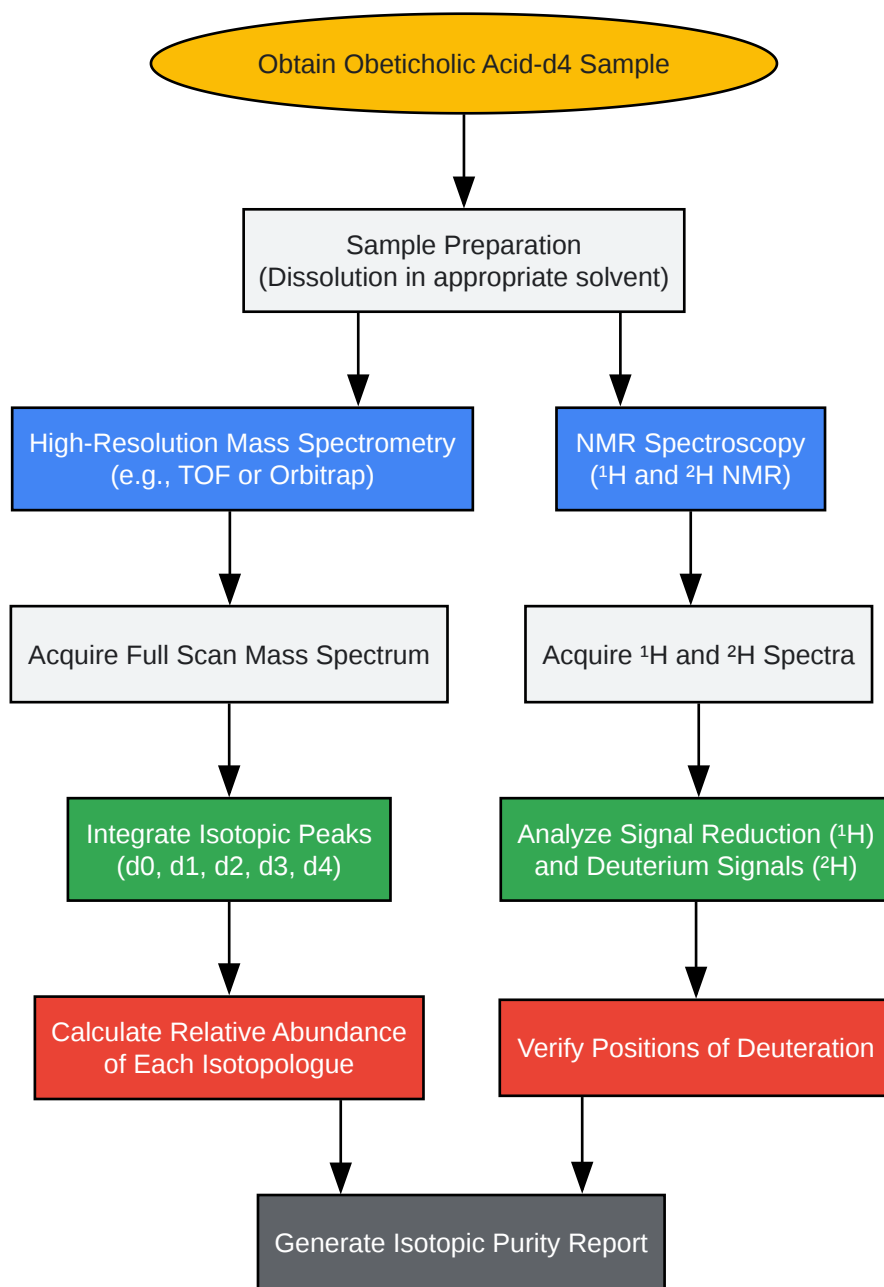 Obtain Obeticholic Acid-d4 Sample
Sample Preparation
(Dissolution in appropriate solvent)
High-Resolution Mass Spectrometry
(e.g., TOF or Orbitrap)
NMR Spectroscopy
(¹H and ²H NMR)
Acquire Full Scan Mass Spectrum
Acquire ¹H and ²H Spectra
Integrate Isotopic Peaks
(d0, d1, d2, d3, d4)
Analyze Signal Reduction (¹H)
and Deuterium Signals (²H)
Calculate Relative Abundance
of Each Isotopologue
Verify Positions of Deuteration
Generate Isotopic Purity Report